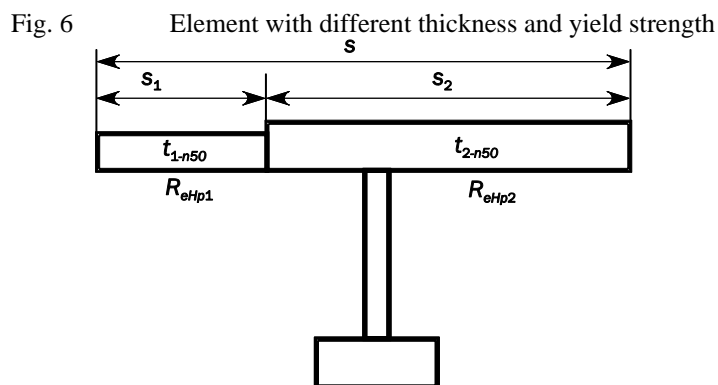 Fig. 6 Element with different thickness and yield strength
s
s1 s2
t1-n50 t2-n50
ReHp1 ReHp2